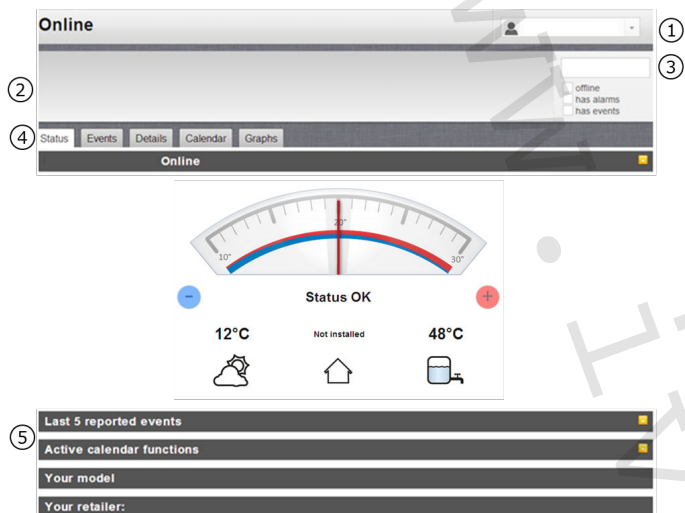 Online
1
3
2
offline
has alarms
has events
4
Status Events Details Calendar Graphs
Online
10° 20° 30°
- Status OK +
12°C Not installed 48°C
Last 5 reported events
5
Active calendar functions
Your model
Your retailer: